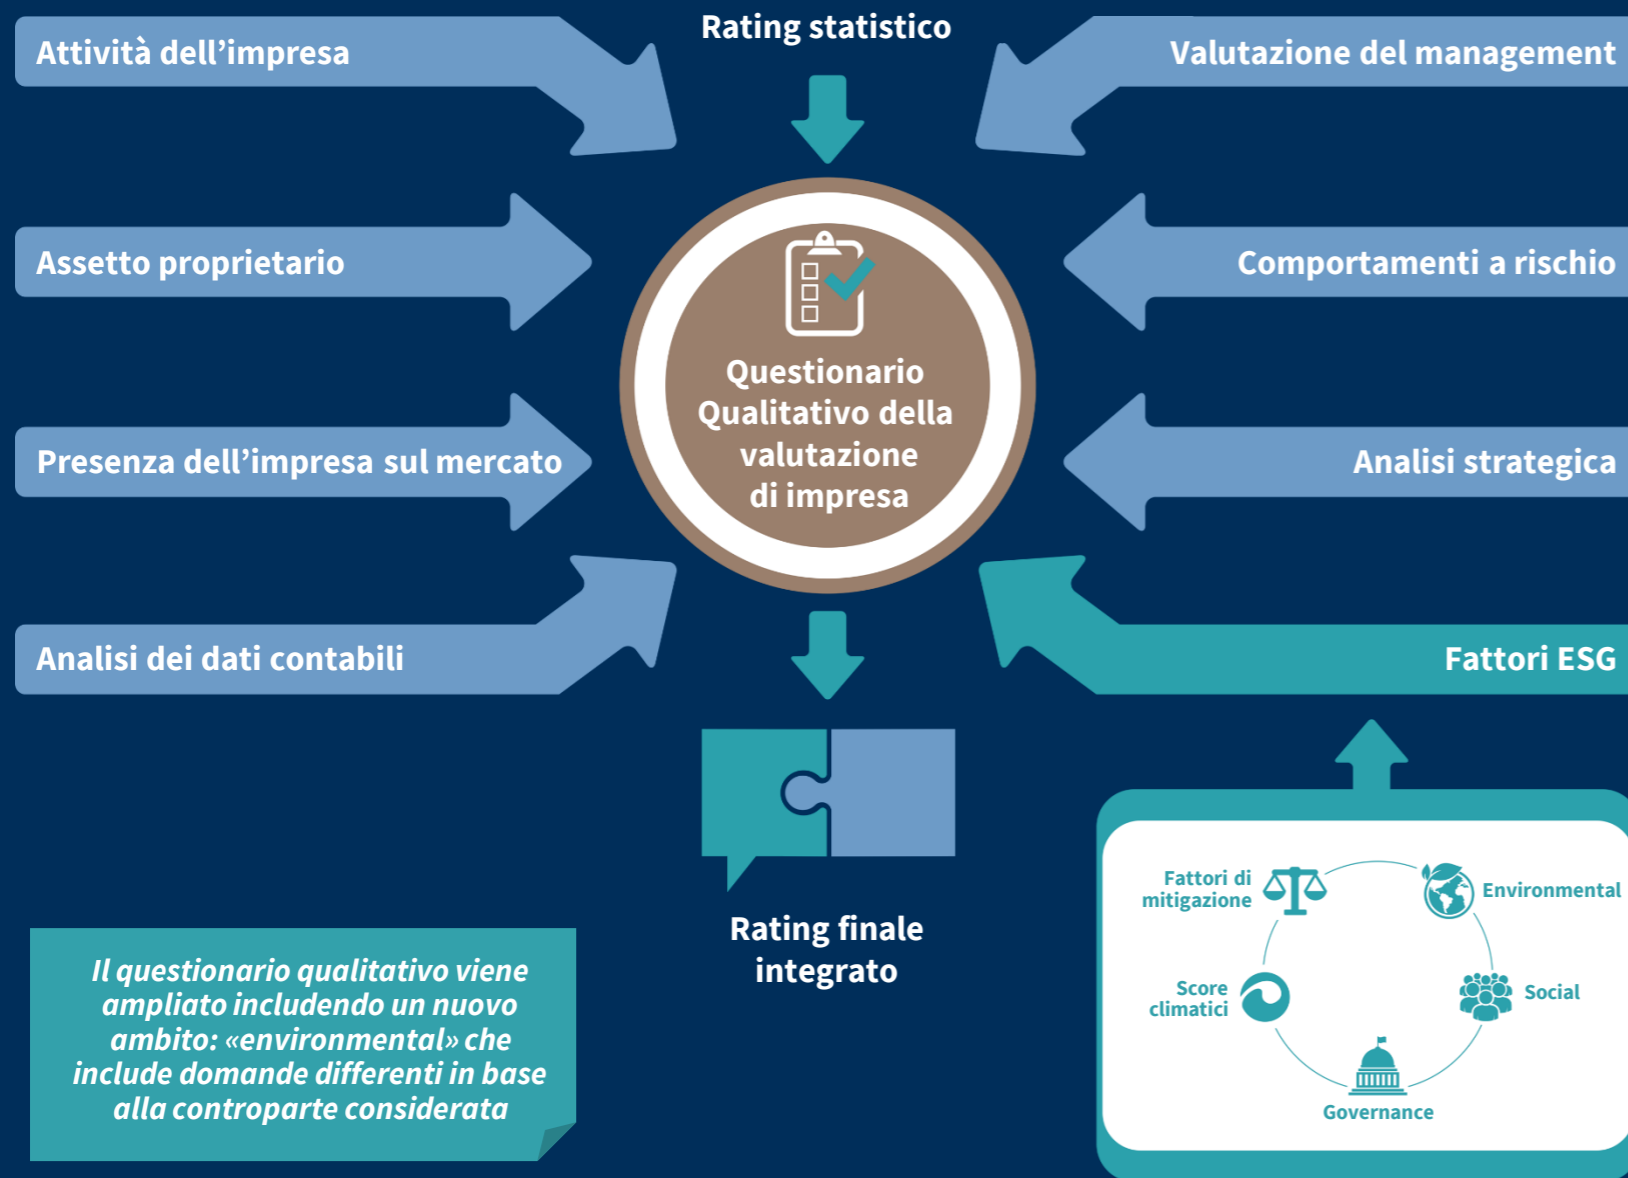 Rating statistico
Attività dell’impresa
Assetto proprietario
Presenza dell’impresa sul mercato
Analisi dei dati contabili
Valutazione del management
Comportamenti a rischio
Analisi strategica
Fattori ESG
Questionario
Qualitativo della
valutazione
di impresa
Rating finale
integrato
Il questionario qualitativo viene
ampliato includendo un nuovo
ambito: «environmental» che
include domande differenti in base
alla controparte considerata
Fattori di
mitigazione
Environmental
Score
climatici
Social
Governance